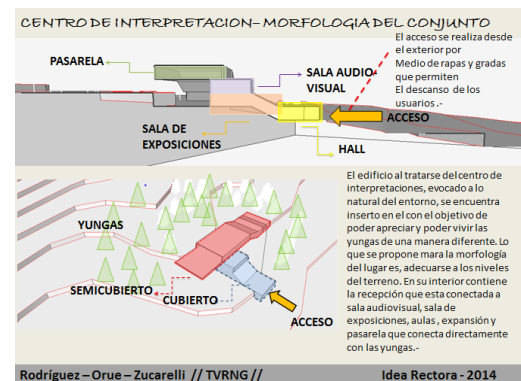 CENTRO DE INTERPRETACION– MORFOLOGIA DEL CONJUNTO
El acceso se realiza desde
el exterior por
Medio de rapas y gradas
que permiten
El descanso de los
usuarios .-
PASARELA
SALA AUDIO-
VISUAL
ACCESO
SALA DE
EXPOSICIONES
HALL
El edificio al tratarse del centro de
interpretaciones, evocado a lo
natural del entorno, se encuentra
inserto en el con el objetivo de
poder apreciar y poder vivir las
yungas de una manera diferente. Lo
que se propone mara la morfología
del lugar es, adecuarse a los niveles
del terreno. En su interior contiene
la recepción que esta conectada a
sala audiovisual, sala de
exposiciones, aulas , expansión y
pasarela que conecta directamente
con las yungas.-
YUNGAS
SEMICUBIERTO
CUBIERTO
ACCESO
Rodríguez – Orue – Zucarelli // TVRNG //
Idea Rectora - 2014